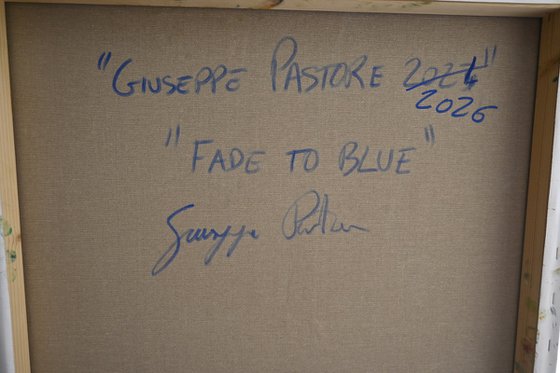 "GIUSEPPE PASTORE 2024"
2026
"FADE TO BLUE"
Giuseppe Pastore